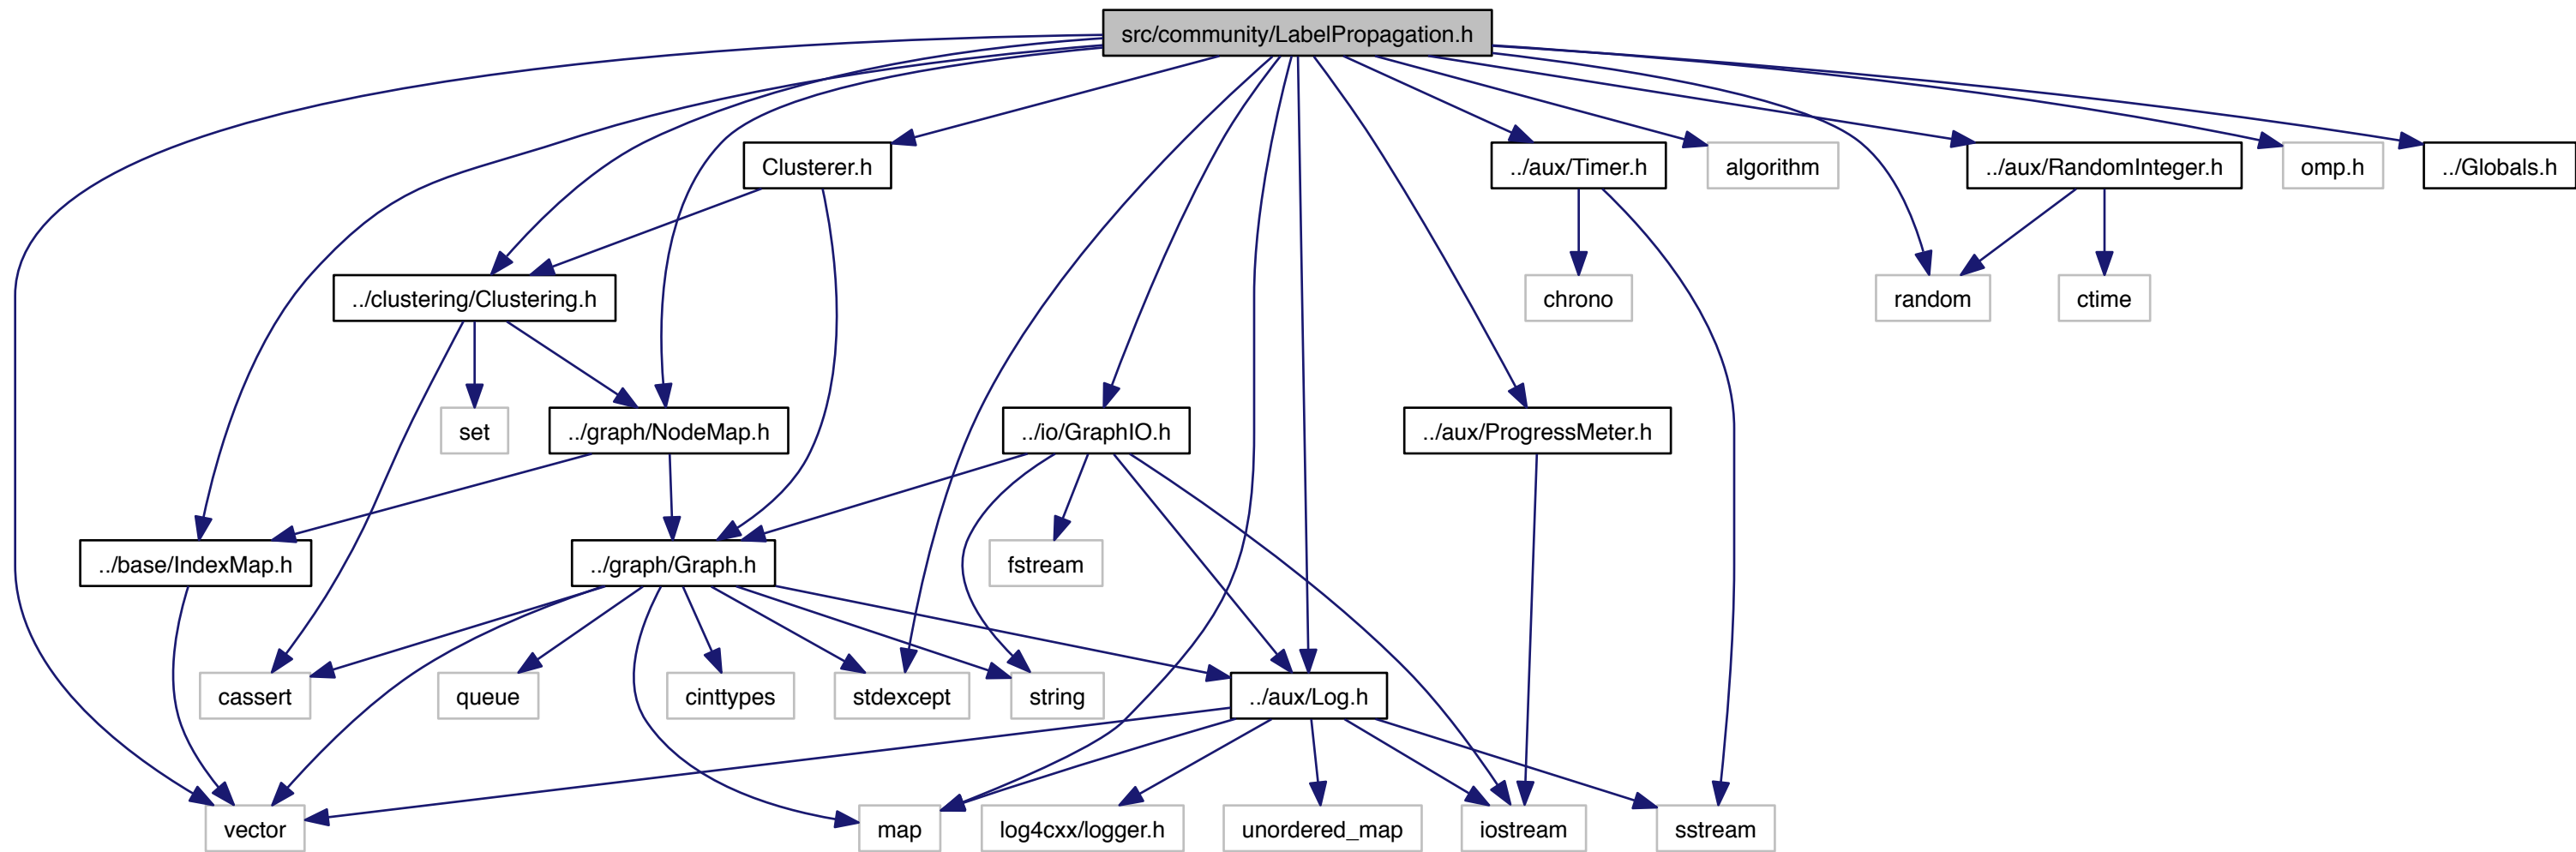 src/community/LabelPropagation.h
Clusterer.h
../aux/Timer.h
algorithm
../aux/RandomInteger.h
omp.h
../Globals.h
../clustering/Clustering.h
chrono
random
ctime
set
../graph/NodeMap.h
../io/GraphIO.h
../aux/ProgressMeter.h
../base/IndexMap.h
../graph/Graph.h
fstream
cassert
queue
cinttypes
stdexcept
string
../aux/Log.h
vector
map
log4cxx/logger.h
unordered_map
iostream
sstream